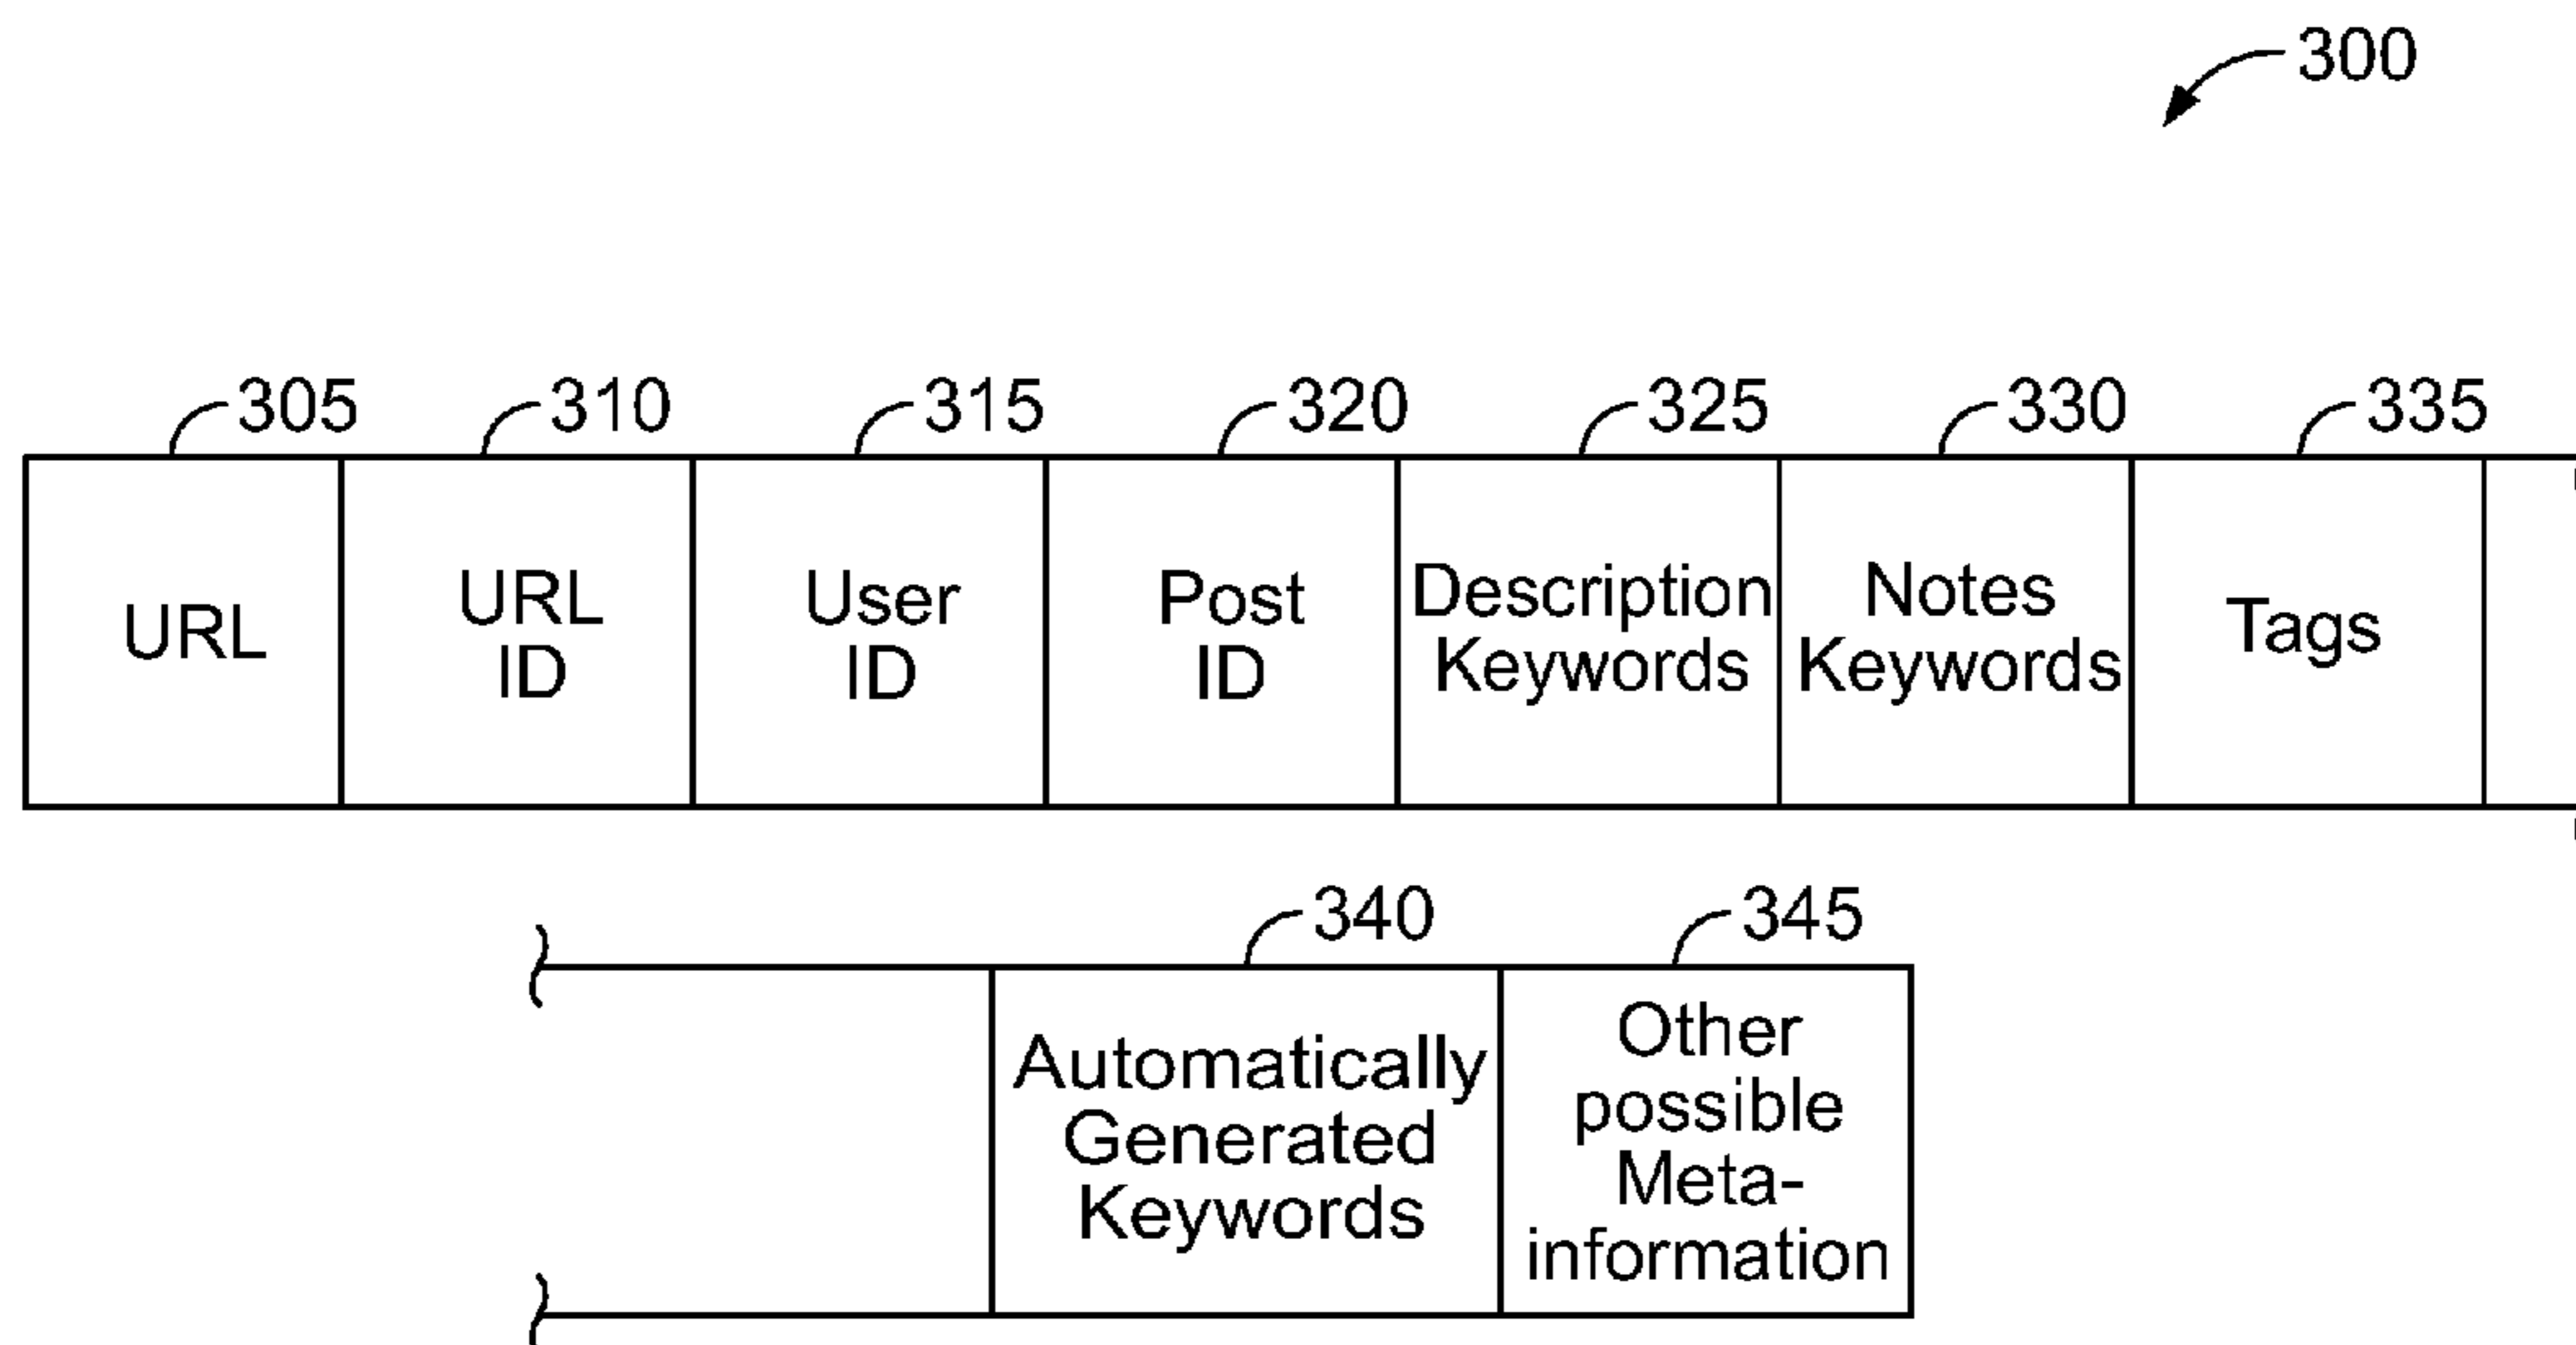 300
305 310 315 320 325 330 335
URL
URL
ID
User
ID
Post
ID
Description
Keywords
Notes
Keywords
Tags
340 345
Automatically
Generated
Keywords
Other
possible
Meta-
information